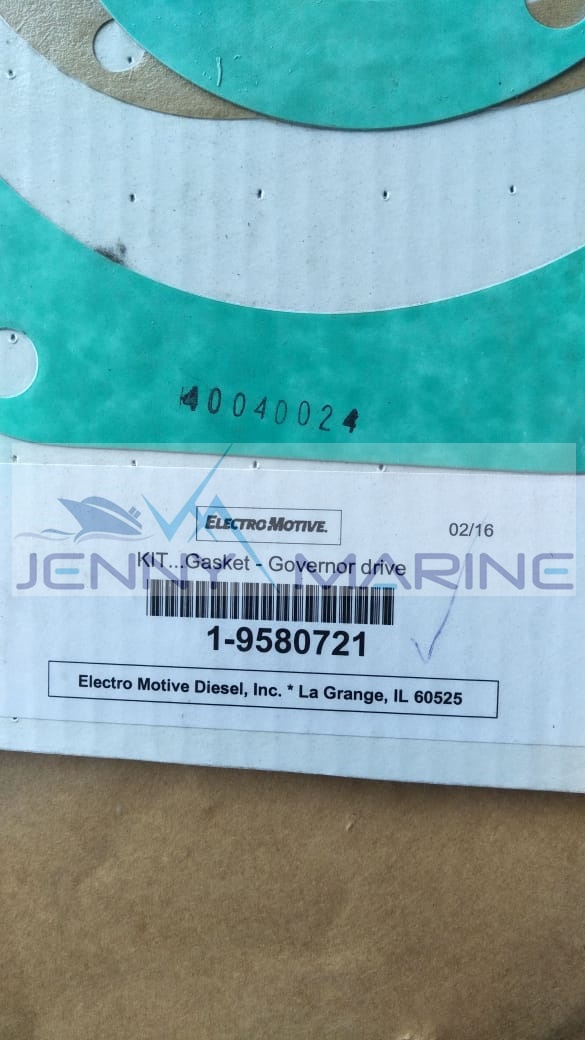 40040024
ELECTRO-MOTIVE.
02/16
KIT...Gasket - Governor drive
JENNY MARINE
1-9580721
Electro Motive Diesel, Inc. * La Grange, IL 60525